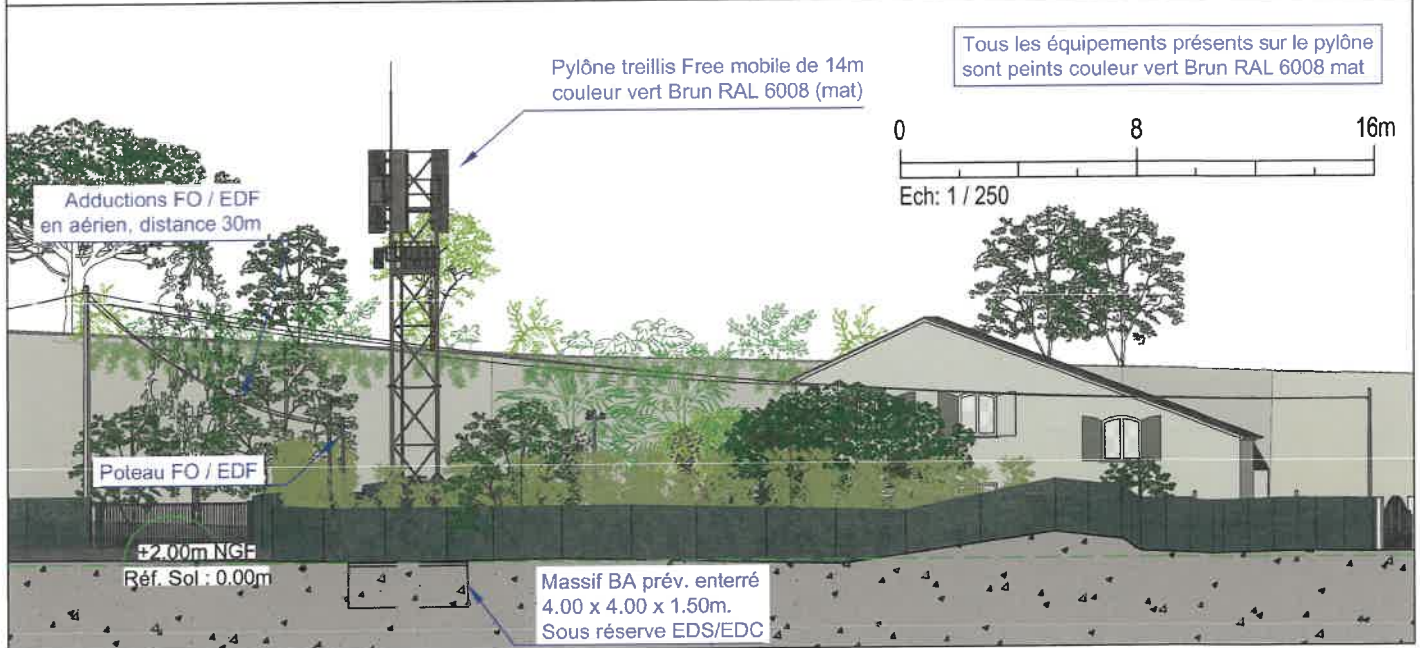 Pylône treillis Free mobile de 14m
couleur vert Brun RAL 6008 (mat)
Tous les équipements présents sur le pylône
sont peints couleur vert Brun RAL 6008 mat
0 8 16m
Ech: 1 / 250
Adductions FO / EDF
en aérien, distance 30m
Poteau FO / EDF
+2.00m NGF
Réf. Sol : 0.00m
Massif BA prév. enterré
4.00 x 4.00 x 1.50m.
Sous réserve EDS/EDC